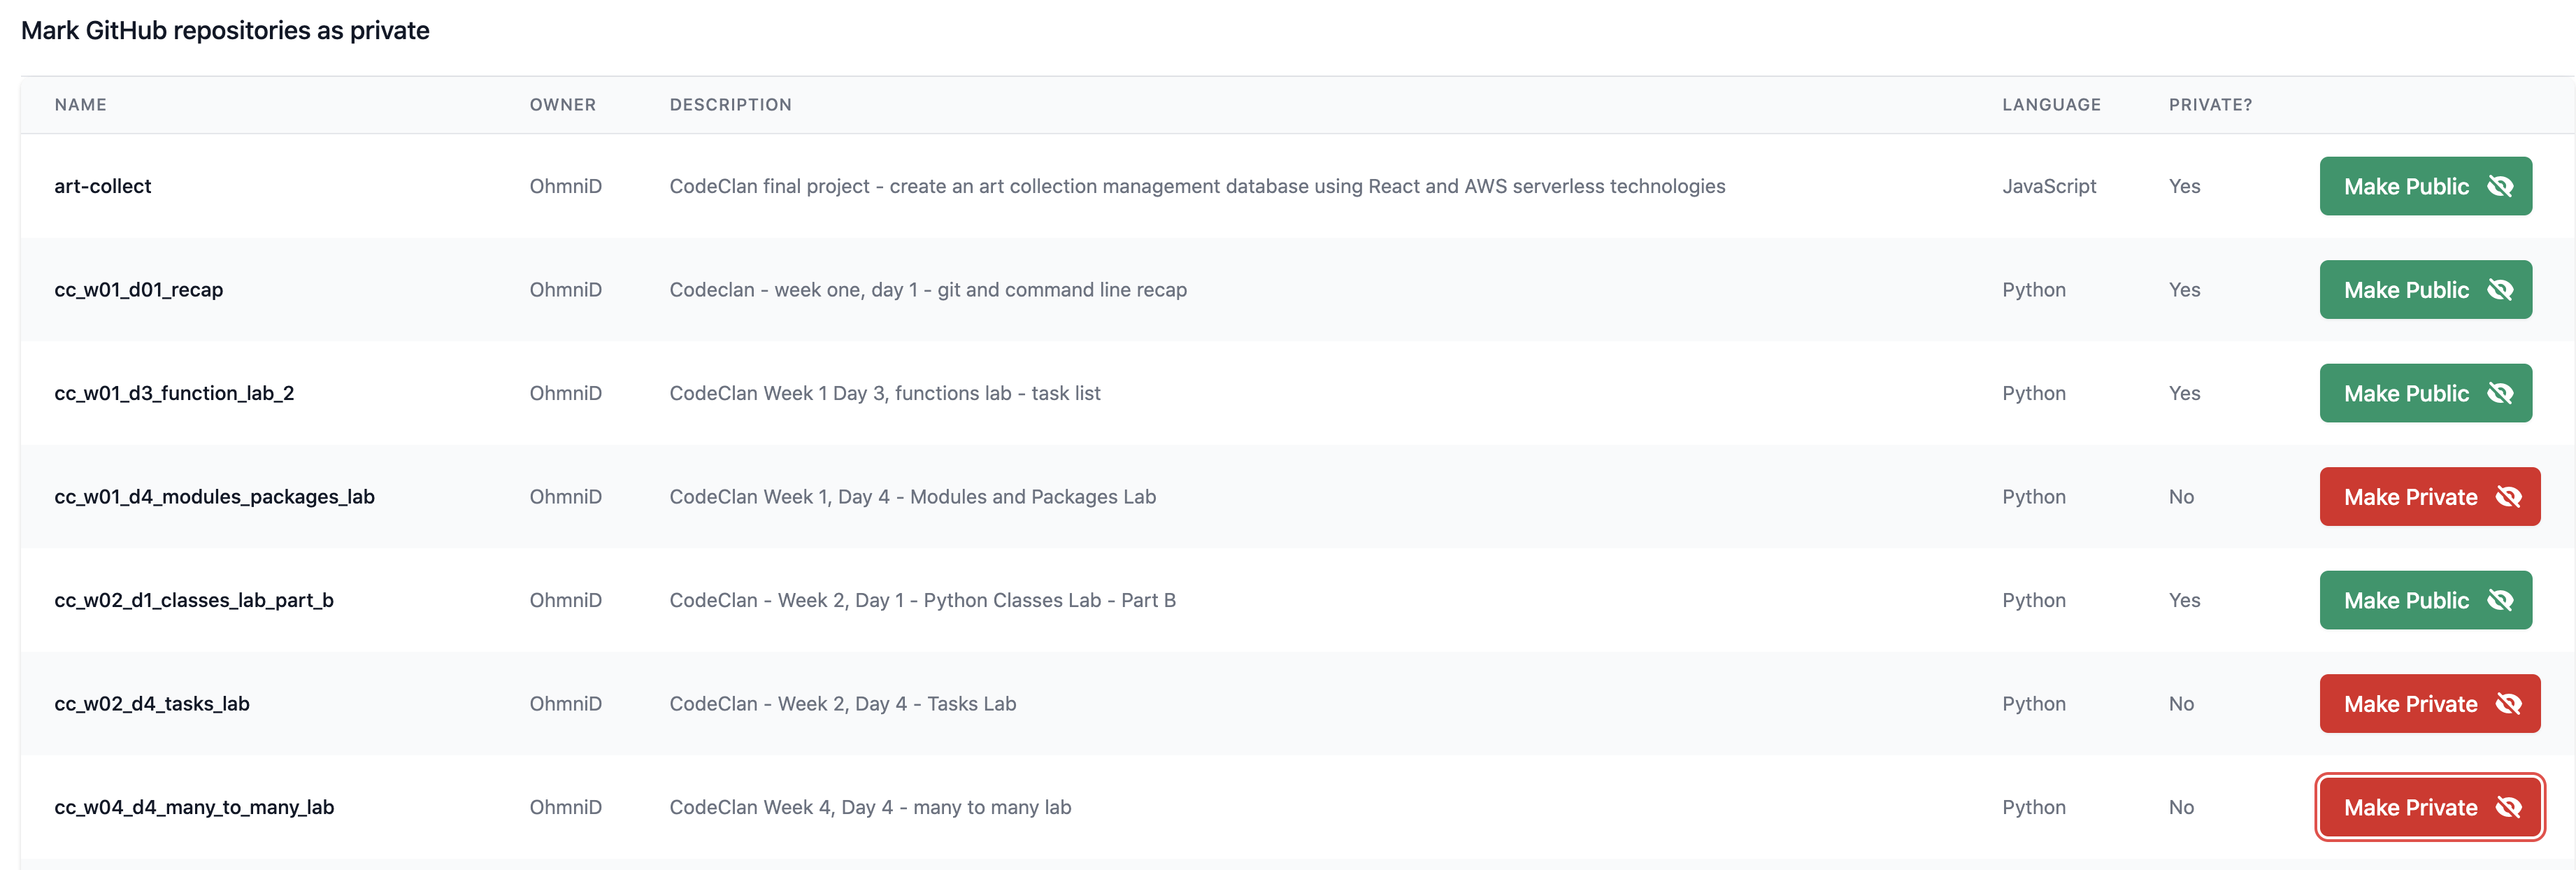 Mark GitHub repositories as private
NAME OWNER DESCRIPTION LANGUAGE PRIVATE?
art-collect OhmniD CodeClan final project - create an art collection management database using React and AWS serverless technologies JavaScript Yes Make Public
cc_w01_d01_recap OhmniD Codeclan - week one, day 1 - git and command line recap Python Yes Make Public
cc_w01_d3_function_lab_2 OhmniD CodeClan Week 1 Day 3, functions lab - task list Python Yes Make Public
cc_w01_d4_modules_packages_lab OhmniD CodeClan Week 1, Day 4 - Modules and Packages Lab Python No Make Private
cc_w02_d1_classes_lab_part_b OhmniD CodeClan - Week 2, Day 1 - Python Classes Lab - Part B Python Yes Make Public
cc_w02_d4_tasks_lab OhmniD CodeClan - Week 2, Day 4 - Tasks Lab Python No Make Private
cc_w04_d4_many_to_many_lab OhmniD CodeClan Week 4, Day 4 - many to many lab Python No Make Private